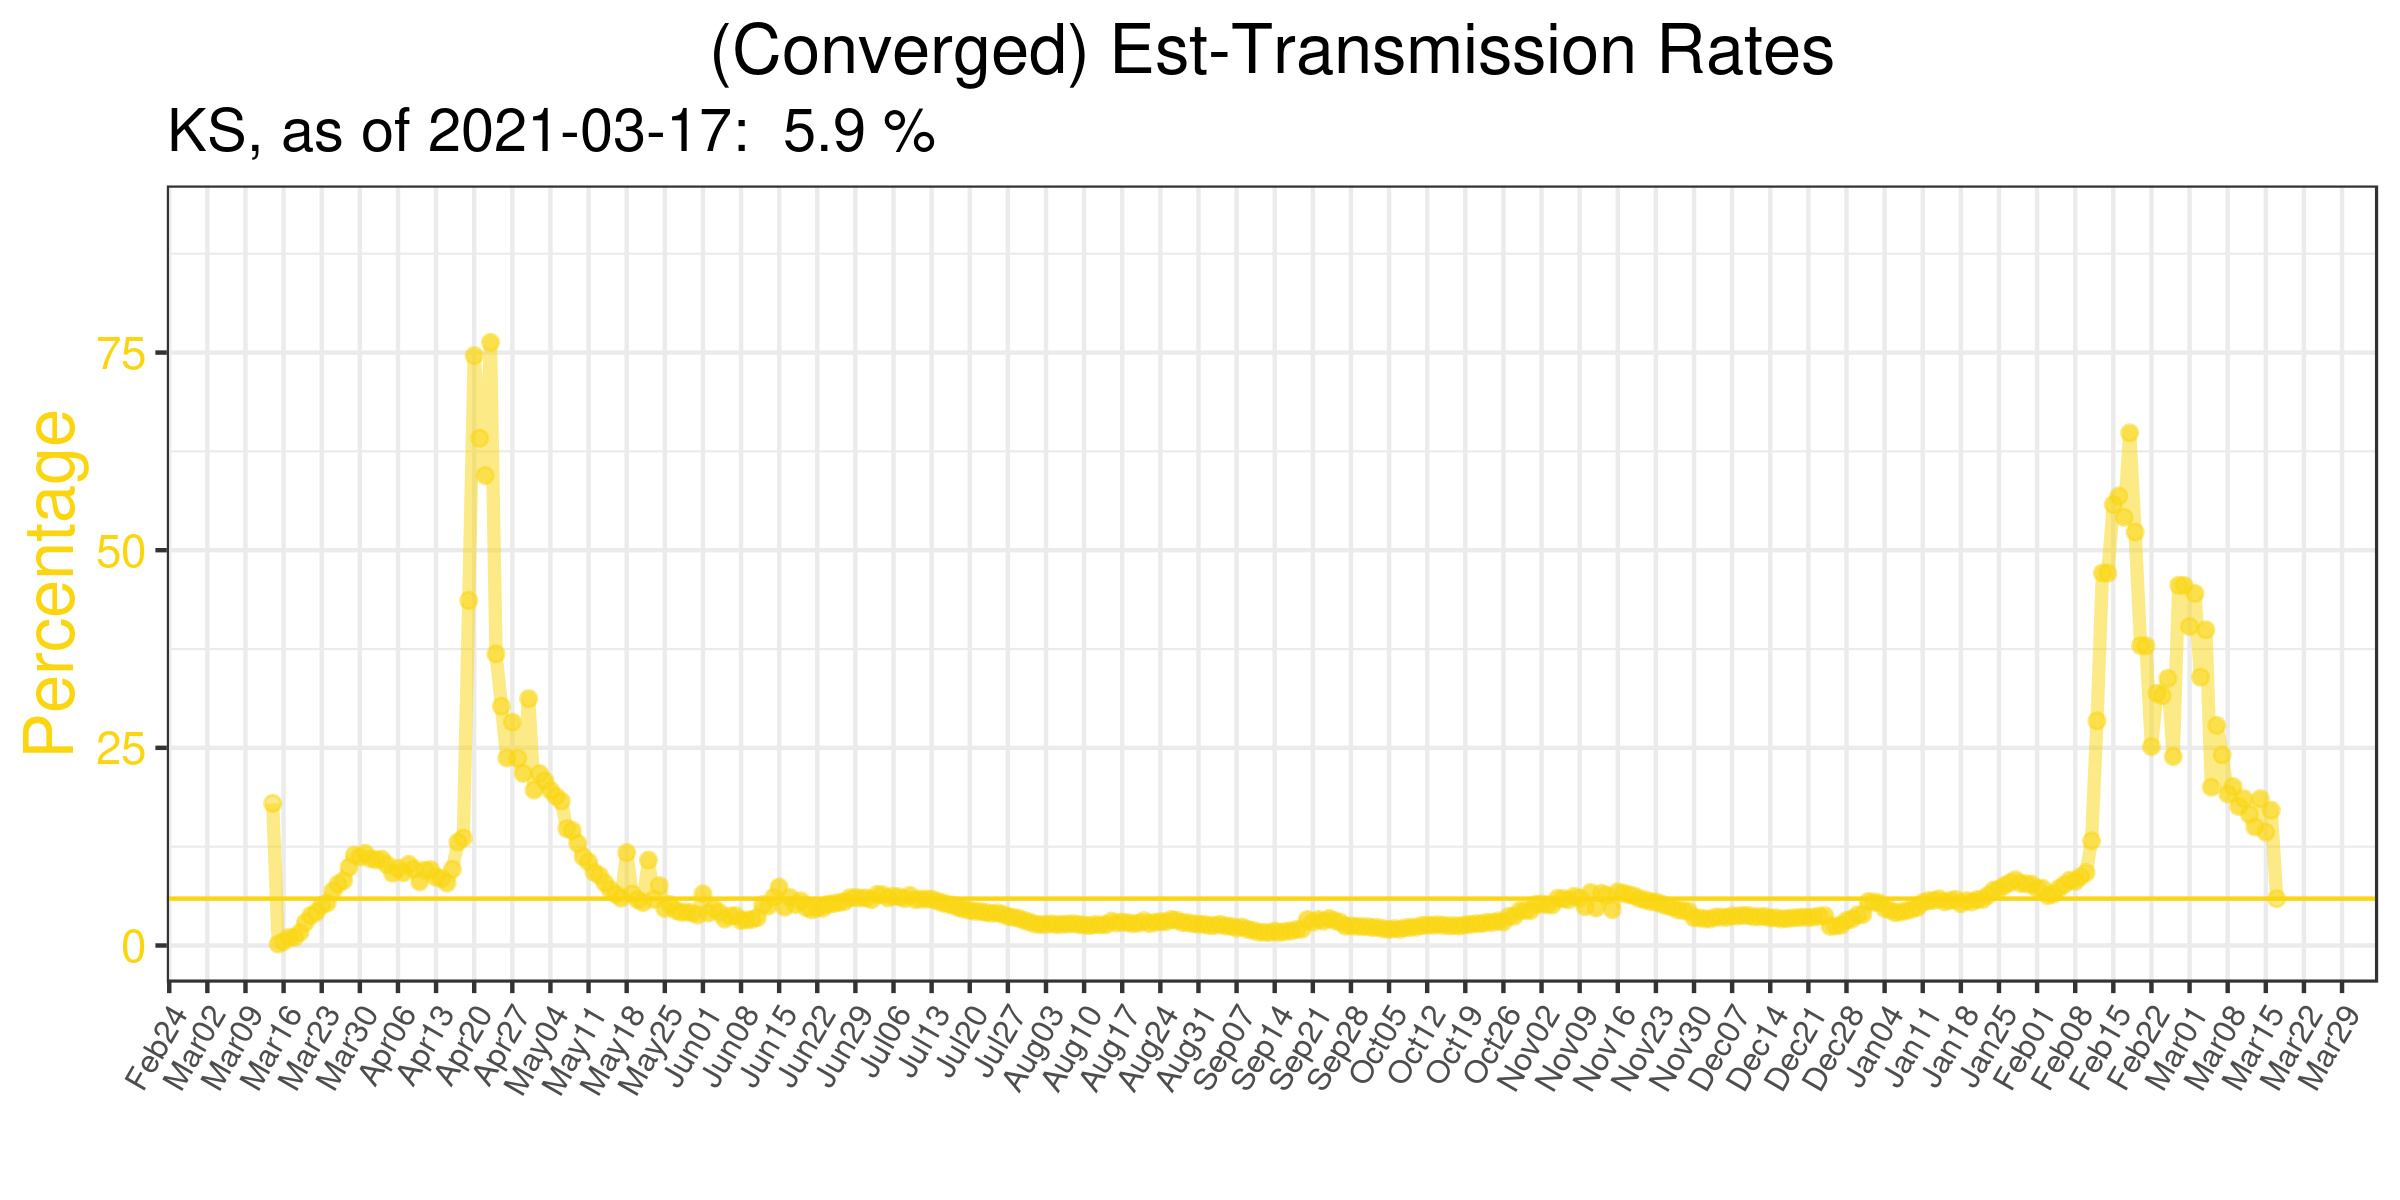 (Converged) Est-Transmission Rates
KS, as of 2021-03-17:  5.9 %
Percentage
75
50
25
0
Feb24
Mar02
Mar09
Mar16
Mar23
Mar30
Apr06
Apr13
Apr20
Apr27
May04
May11
May18
May25
Jun01
Jun08
Jun15
Jun22
Jun29
Jul06
Jul13
Jul20
Jul27
Aug03
Aug10
Aug17
Aug24
Aug31
Sep07
Sep14
Sep21
Sep28
Oct05
Oct12
Oct19
Oct26
Nov02
Nov09
Nov16
Nov23
Nov30
Dec07
Dec14
Dec21
Dec28
Jan04
Jan11
Jan18
Jan25
Feb01
Feb08
Feb15
Feb22
Mar01
Mar08
Mar15
Mar22
Mar29